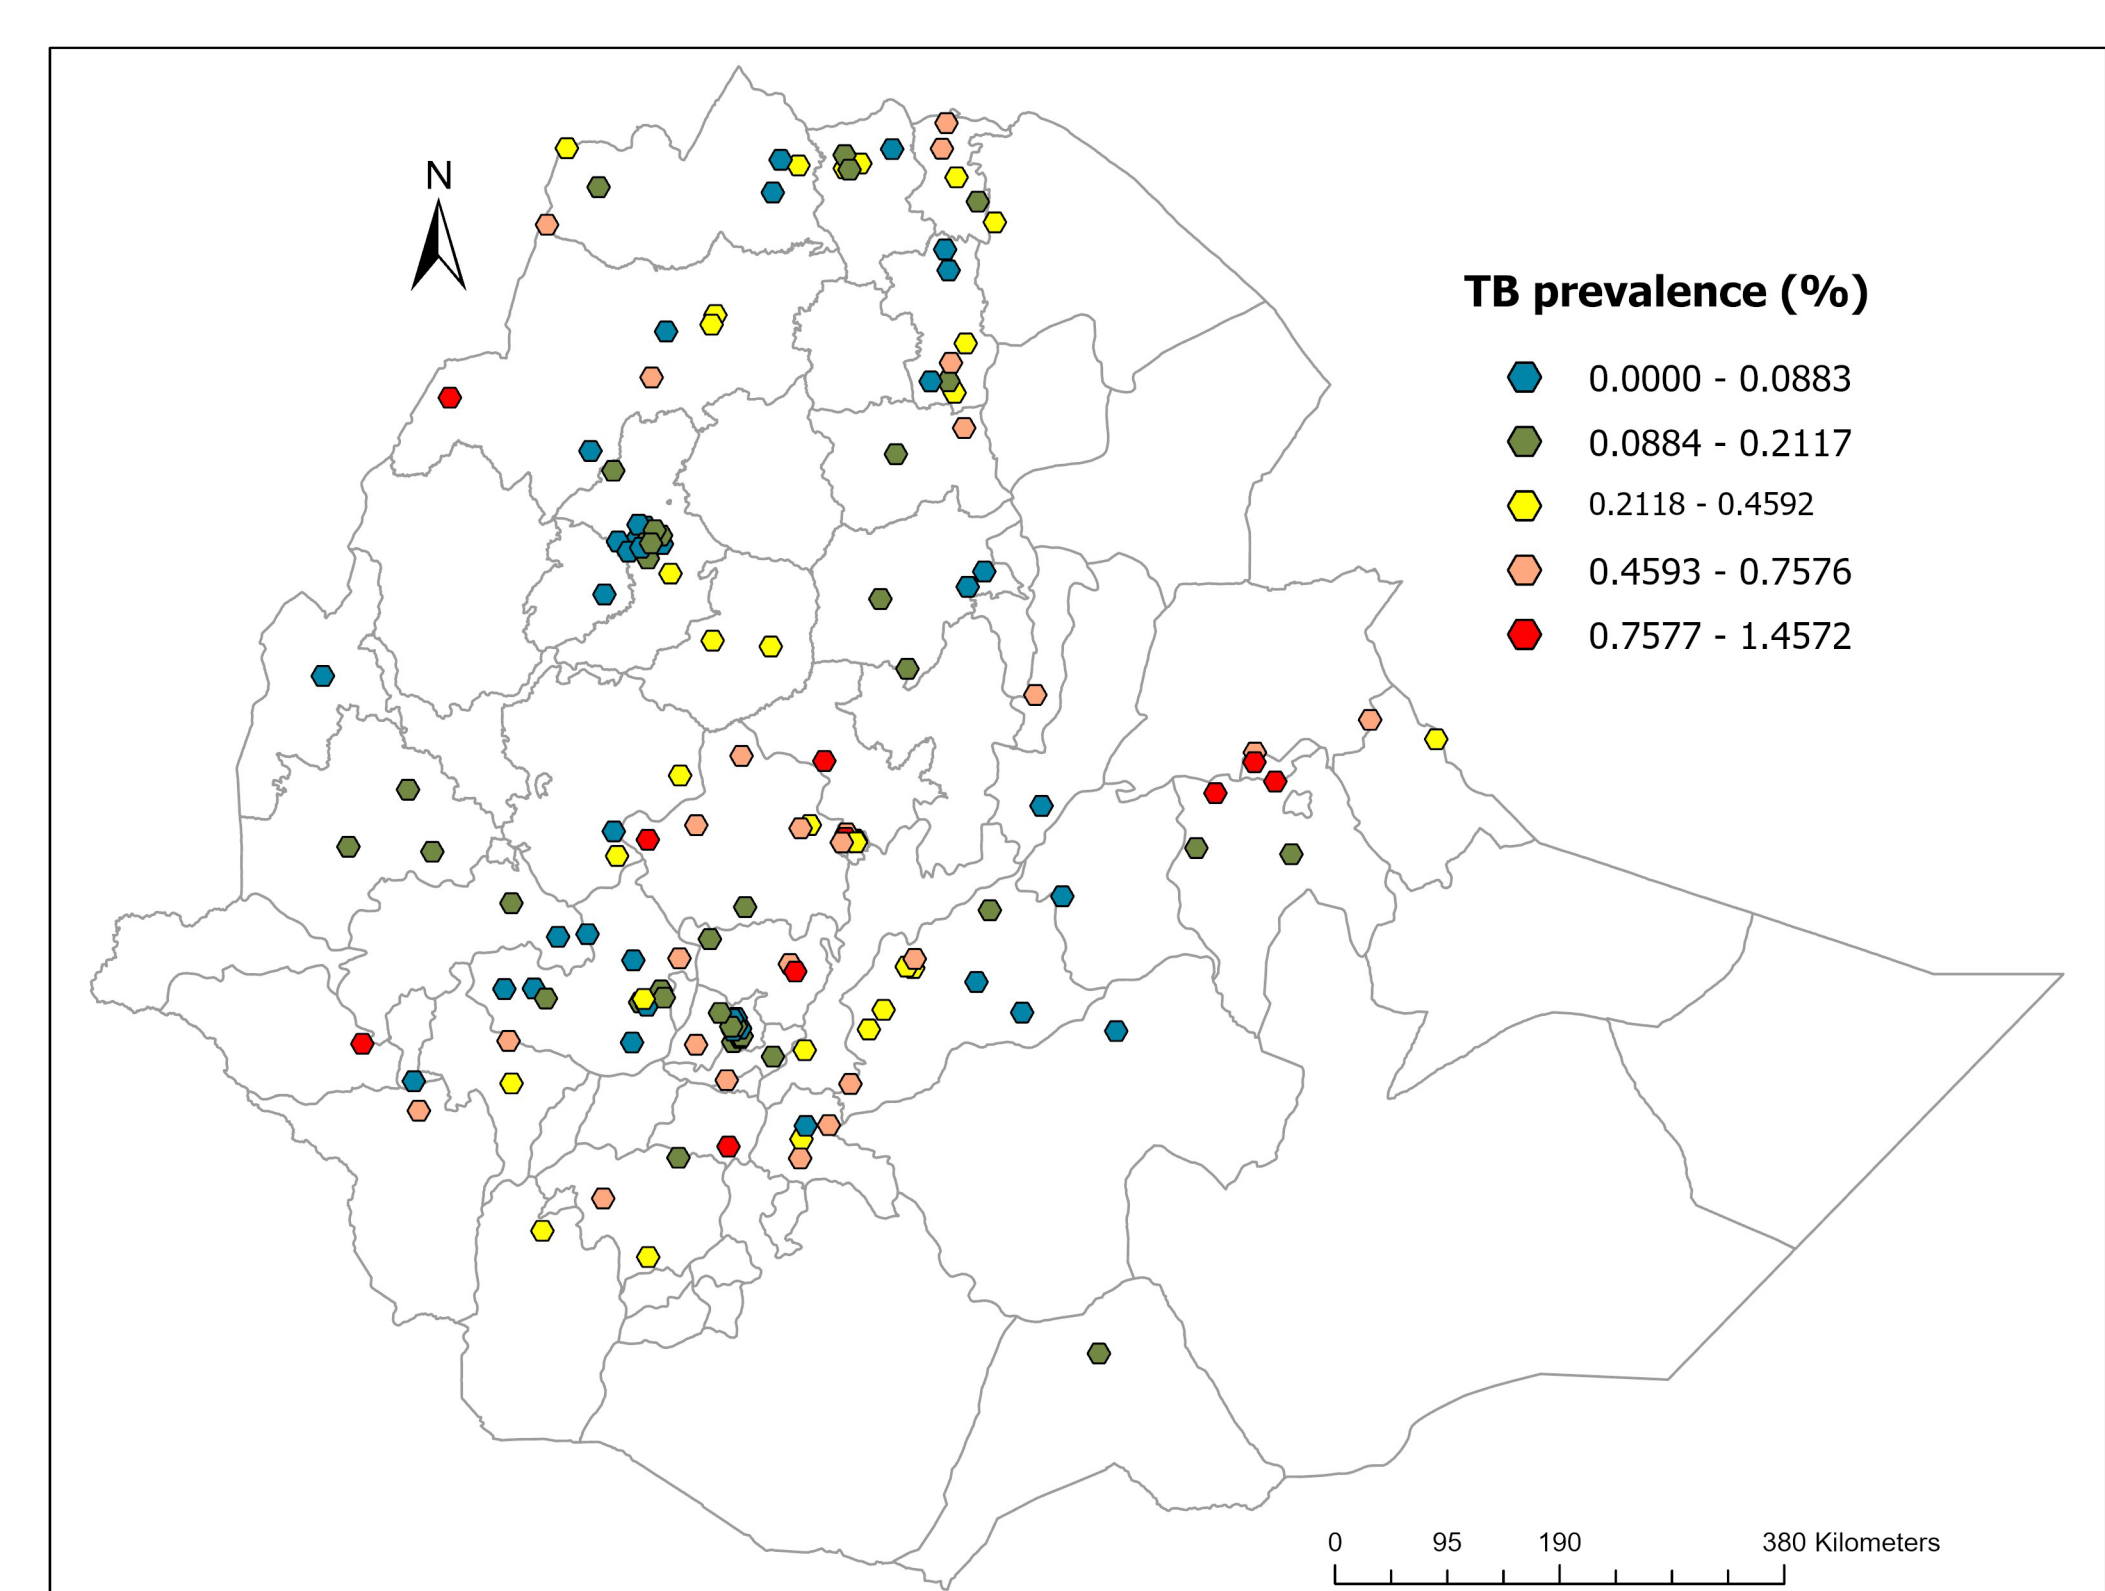 N
TB prevalence (%)
0.0000 - 0.0883
0.0884 - 0.2117
0.2118 - 0.4592
0.4593 - 0.7576
0.7577 - 1.4572
0 95 190 380 Kilometers